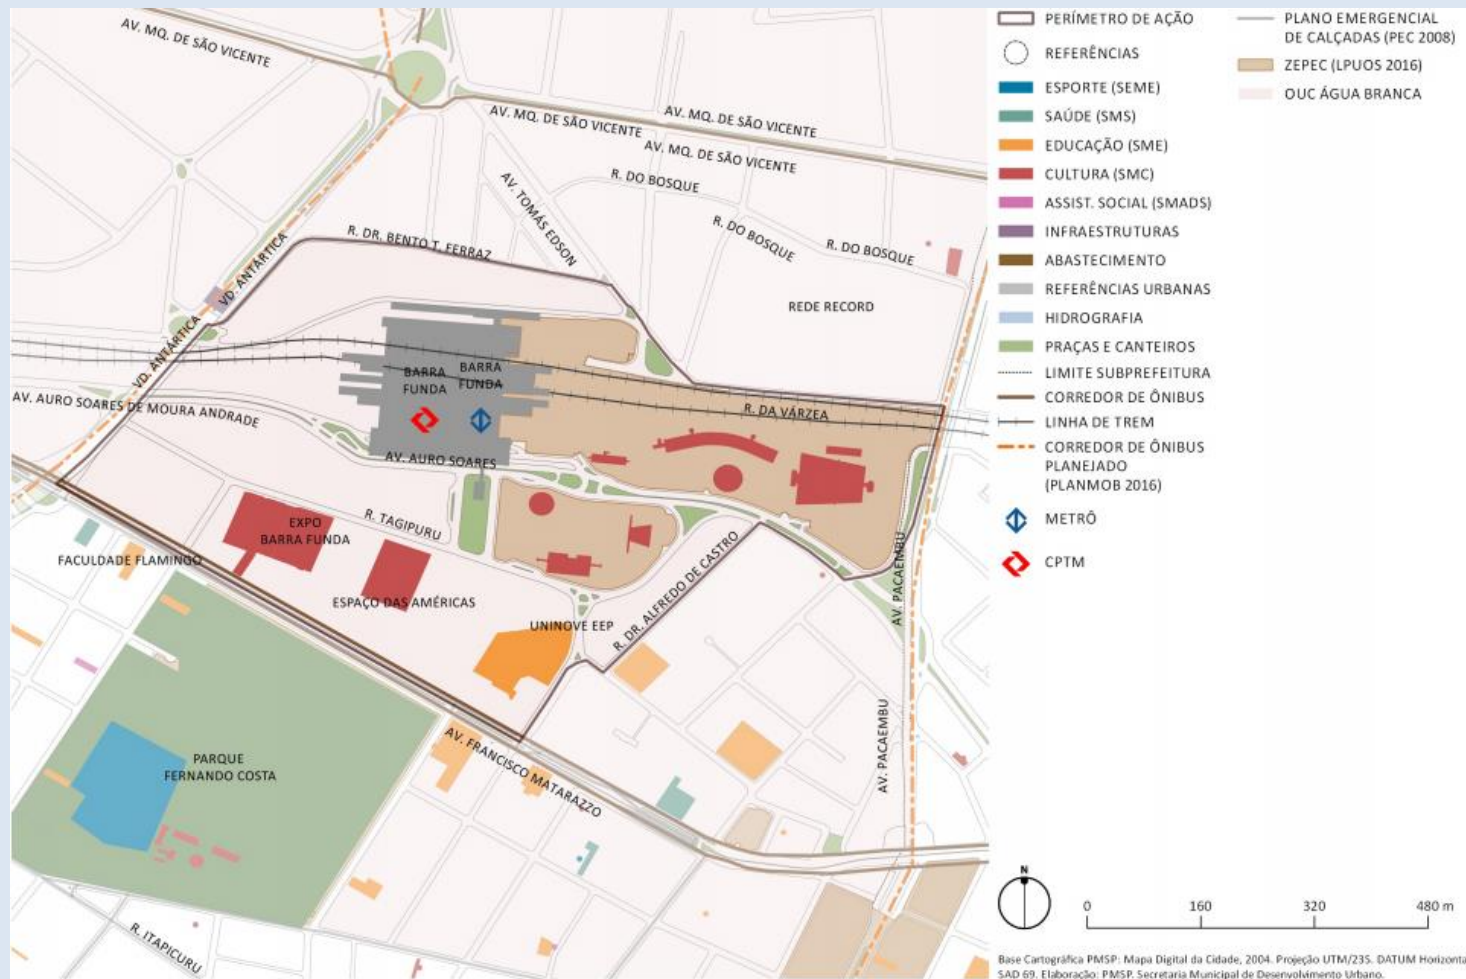 AV. MQ. DE SÃO VICENTE
AV. MQ. DE SÃO VICENTE
AV. MQ. DE SÃO VICENTE
AV. MQ. DE SÃO VICENTE
R. DO BOSQUE
AV. TOMÁS EDSON
R. DO BOSQUE
R. DO BOSQUE
R. DR. BENTO T. FERRAZ
VD. ANTÁRTICA
REDE RECORD
VD. ANTÁRTICA
BARRA
FUNDA
BARRA
FUNDA
AV. AURO SOARES DE MOURA ANDRADE
R. DA VÁRZEA
AV. AURO SOARES
R. TAGIPURU
EXPO
BARRA FUNDA
FACULDADE FLAMINGO
ESPAÇO DAS AMÉRICAS
UNINOVE EEP
R. DR. ALFREDO DE CASTRO
AV. PACAEMBU
AV. PACAEMBU
PARQUE
FERNANDO COSTA
AV. FRANCISCO MATARAZZO
R. ITAPICURU
PERÍMETRO DE AÇÃO
REFERÊNCIAS
ESPORTE (SEME)
SAÚDE (SMS)
EDUCAÇÃO (SME)
CULTURA (SMC)
ASSIST. SOCIAL (SMADS)
INFRAESTRUTURAS
ABASTECIMENTO
REFERÊNCIAS URBANAS
HIDROGRAFIA
PRAÇAS E CANTEIROS
LIMITE SUBPREFEITURA
CORREDOR DE ÔNIBUS
LINHA DE TREM
CORREDOR DE ÔNIBUS
PLANEJADO
(PLANMOB 2016)
METRÔ
CPTM
PLANO EMERGENCIAL
DE CALÇADAS (PEC 2008)
ZEPEC (LPUOS 2016)
OUC ÁGUA BRANCA
N
0 160 320 480 m
Base Cartográfica PMSP: Mapa Digital da Cidade, 2004. Projeção UTM/23S. DATUM Horizonta
SAD 69. Elaboração: PMSP. Secretaria Municipal de Desenvolvimento Urbano.